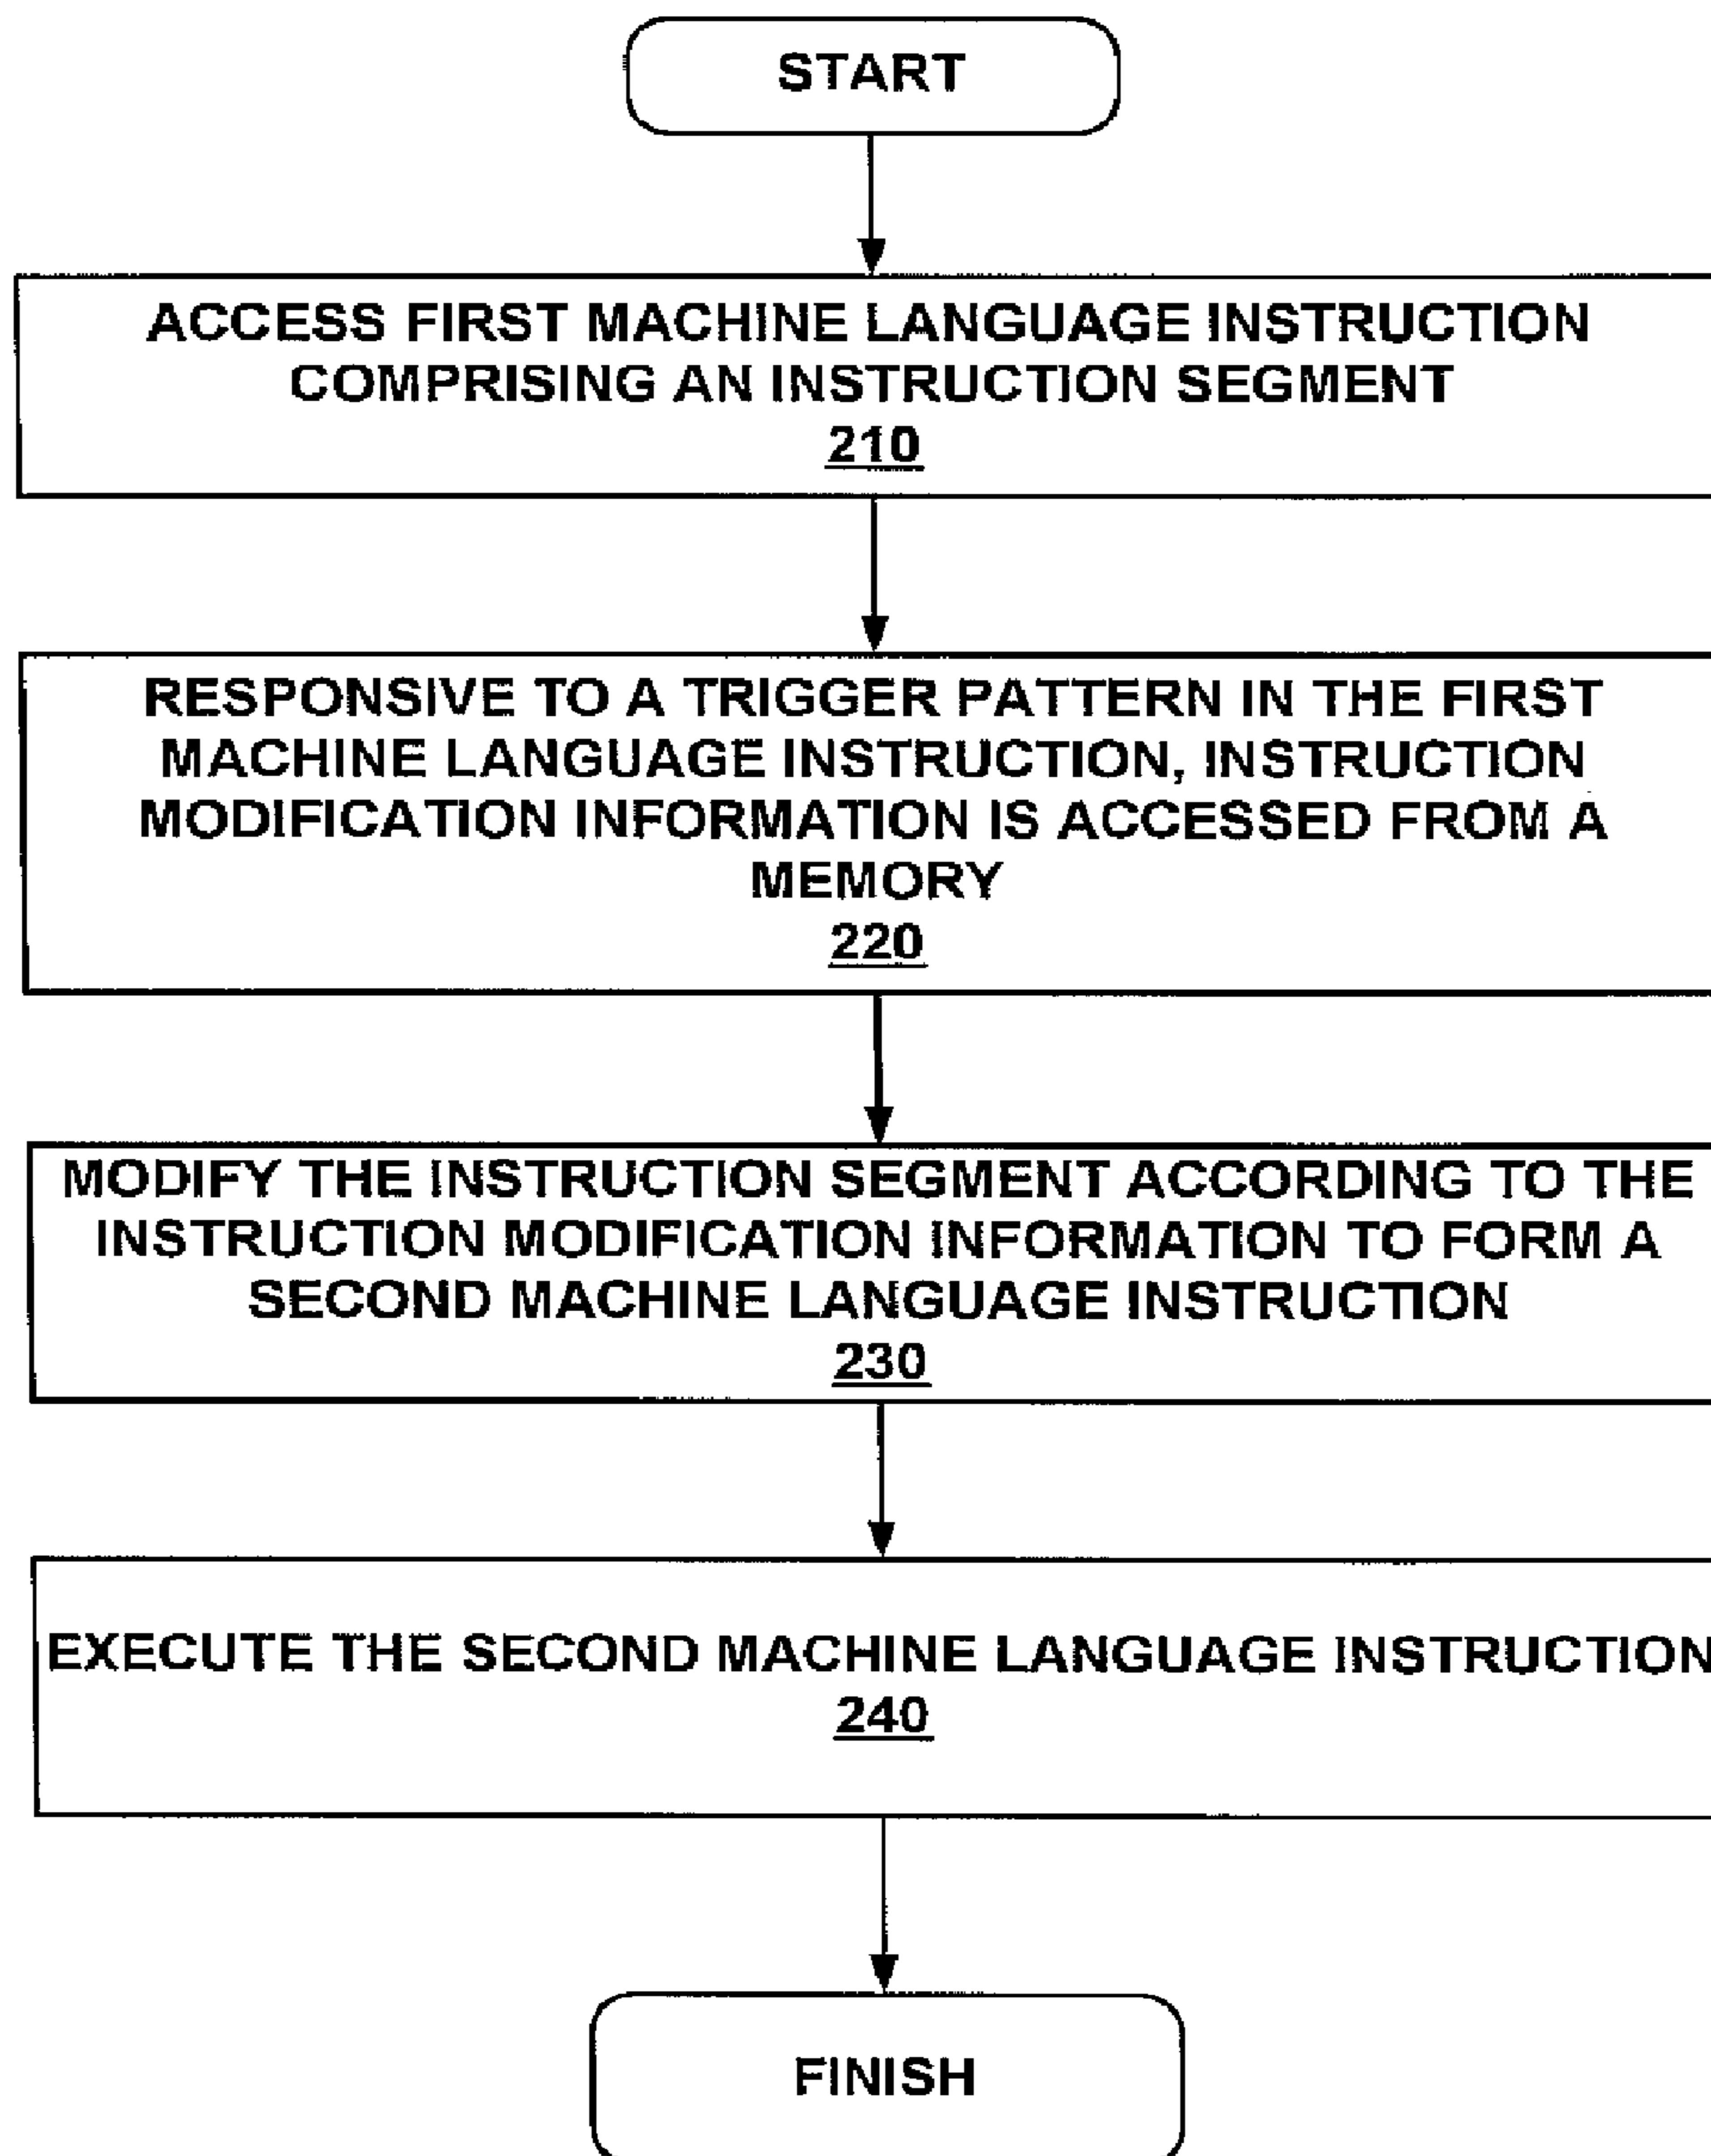 START
ACCESS FIRST MACHINE LANGUAGE INSTRUCTION
COMPRISING AN INSTRUCTION SEGMENT
210
RESPONSIVE TO A TRIGGER PATTERN IN THE FIRST
MACHINE LANGUAGE INSTRUCTION, INSTRUCTION
MODIFICATION INFORMATION IS ACCESSED FROM A
MEMORY
220
MODIFY THE INSTRUCTION SEGMENT ACCORDING TO THE
INSTRUCTION MODIFICATION INFORMATION TO FORM A
SECOND MACHINE LANGUAGE INSTRUCTION
230
EXECUTE THE SECOND MACHINE LANGUAGE INSTRUCTION
240
FINISH